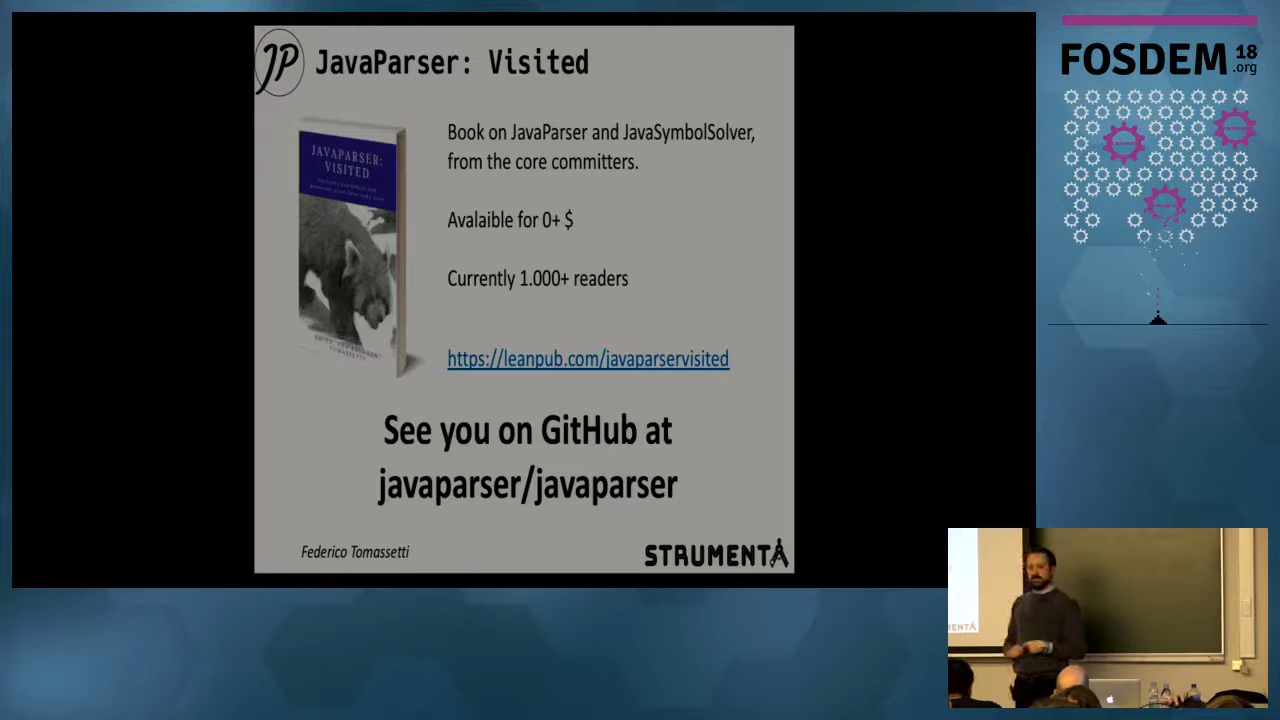 JP JavaParser: Visited
JAVAPARSER:
VISITED
Book on JavaParser and JavaSymbolSolver,
from the core committers.
Avalaible for 0+ $
Currently 1.000+ readers
https://leanpub.com/javaparservisited
See you on GitHub at
javaparser/javaparser
Federico Tomassetti
STRUMENTA
FOSDEM 18
.org
MENTA